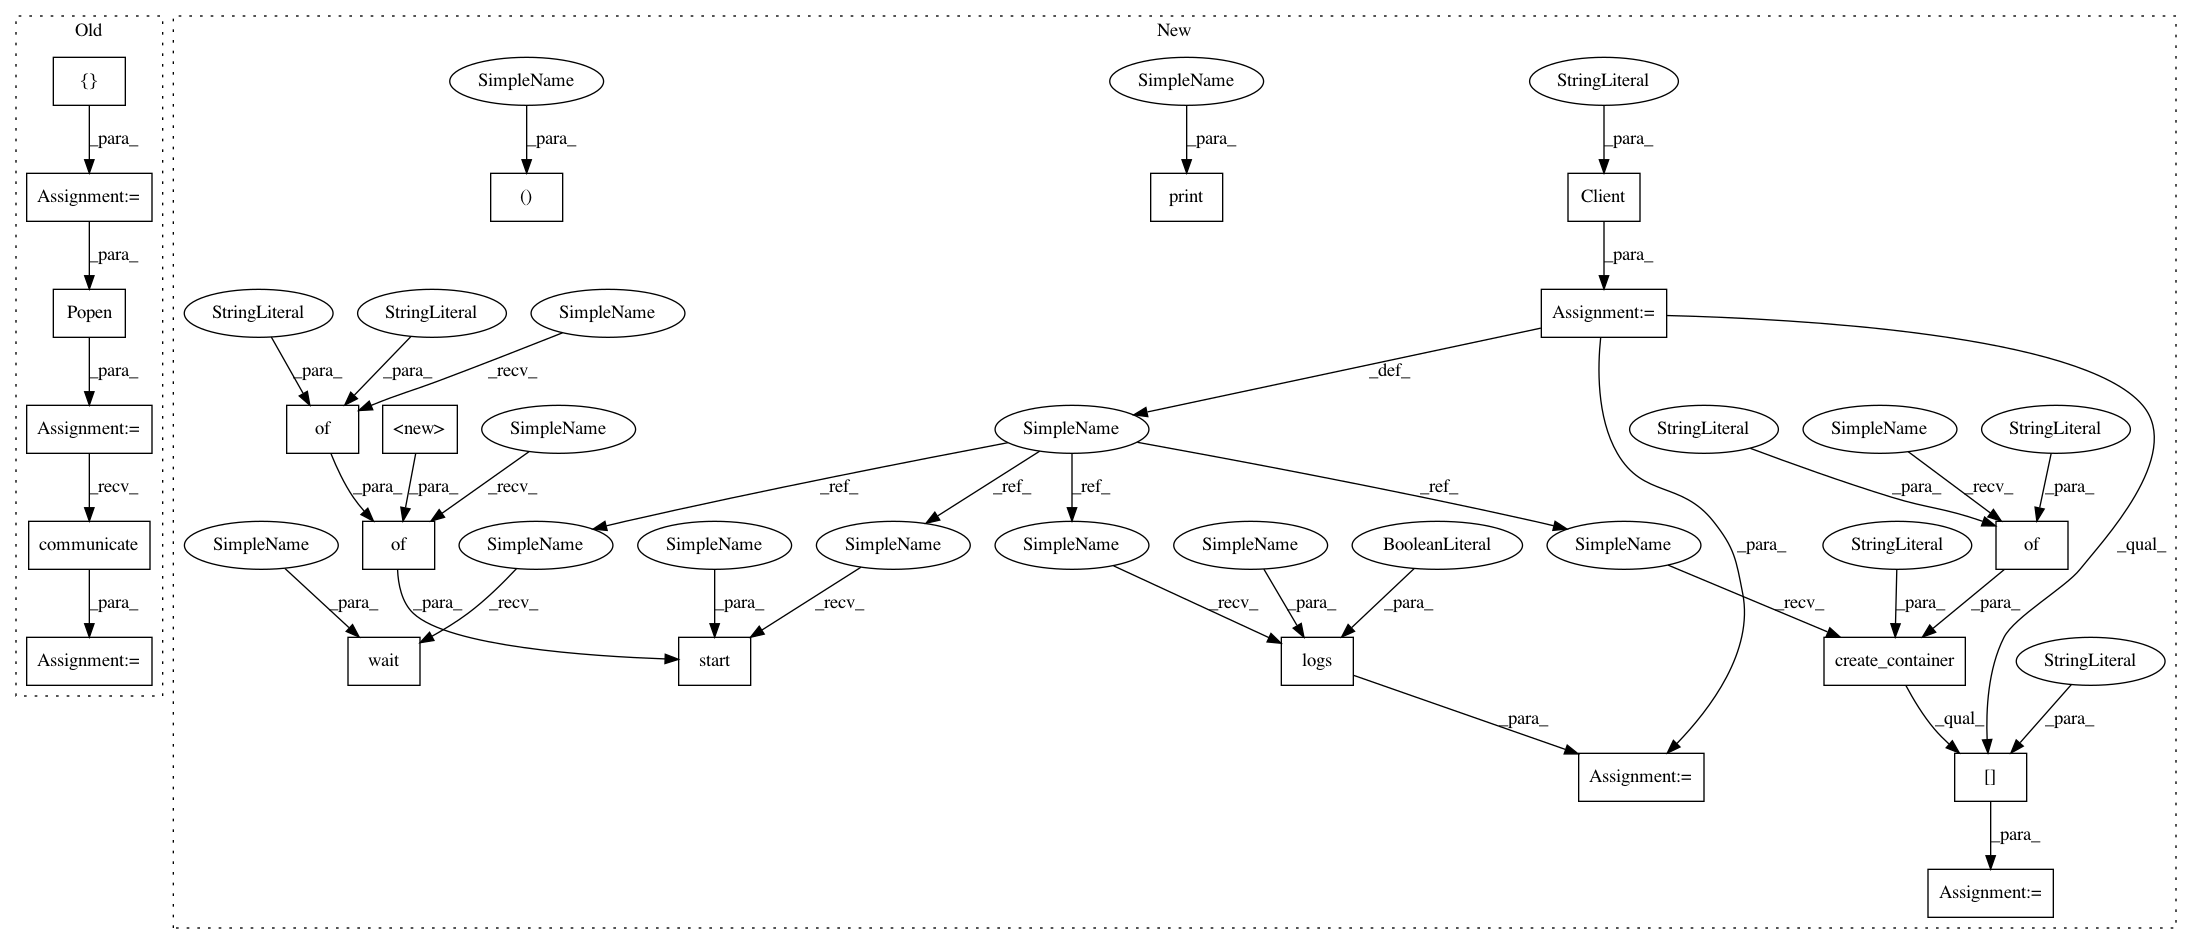 Old
New
{}
SimpleName
SimpleName
StringLiteral
_para_
_para_
_para_
_para_
Assignment:=
()
print
Client
_para_
_para_
Popen
StringLiteral
StringLiteral
SimpleName
Assignment:=
_para_
_para_
_para_
_recv_
_def_
Assignment:=
of
<new>
SimpleName
SimpleName
StringLiteral
SimpleName
StringLiteral
_recv_
_para_
_para_
_recv_
_ref_
_ref_
_ref_
_ref_
_para_
_recv_
_para_
communicate
SimpleName
of
SimpleName
SimpleName
SimpleName
SimpleName
SimpleName
BooleanLiteral
SimpleName
StringLiteral
of
_para_
_qual_
_para_
_para_
_para_
_recv_
_para_
_recv_
_recv_
_para_
_para_
_recv_
_para_
_para_
Assignment:=
wait
start
logs
create_container
StringLiteral
_para_
_qual_
_para_
Assignment:=
[]
_para_
Assignment:=